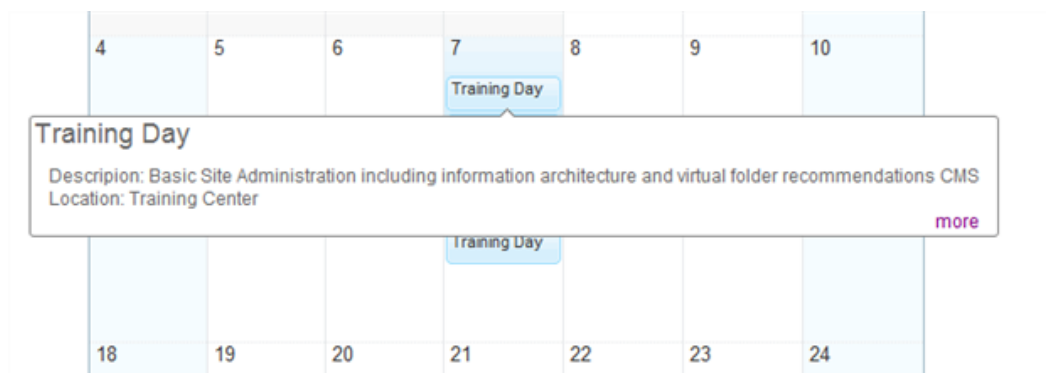 4 5 6 7 8 9 10
Training Day
Training Day
Descripion: Basic Site Administration including information architecture and virtual folder recommendations CMS
Location: Training Center
more
Training Day
18 19 20 21 22 23 24